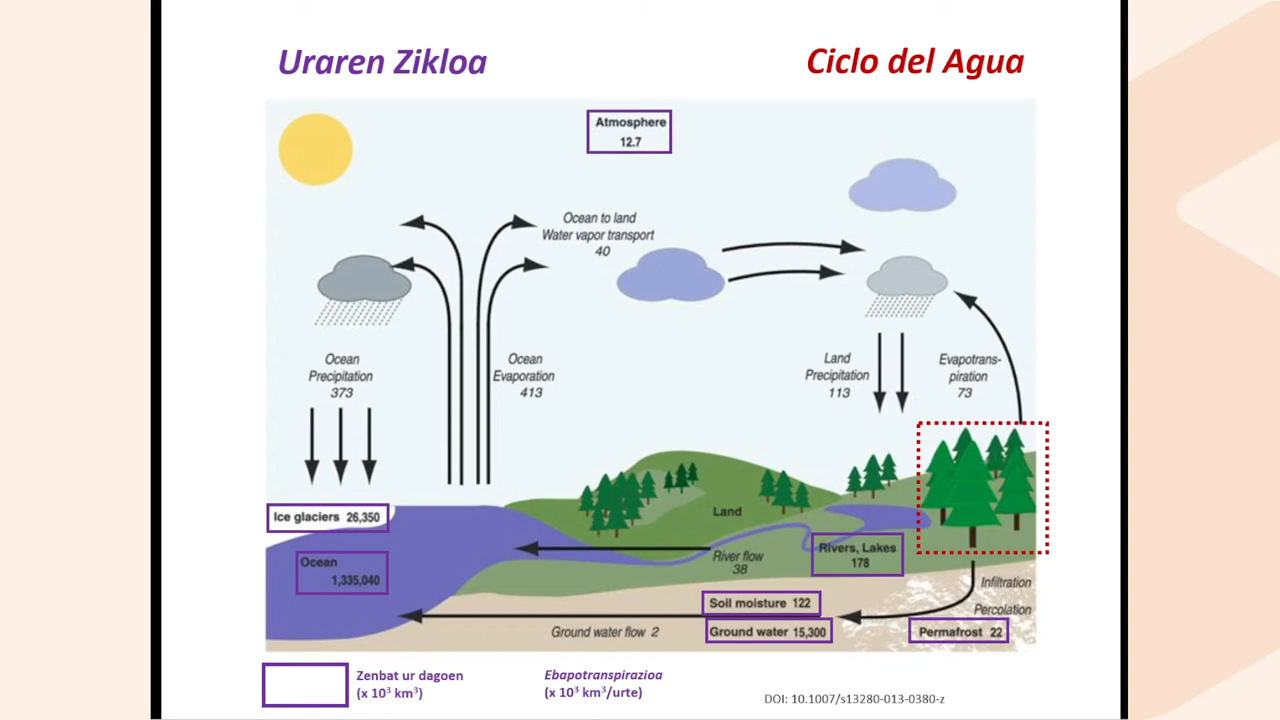 Uraren Zikloa
Ciclo del Agua
Atmosphere
12.7
Ocean to land
Water vapor transport
40
Ocean
Precipitation
373
Ocean
Evaporation
413
Land
Precipitation
113
Evapotrans-
piration
73
Ice glaciers 26,350
Ocean
1,335,040
Land
River flow
38
Rivers, Lakes
178
Infiltration
Percolation
Soil moisture 122
Ground water flow 2
Ground water 15,300
Permafrost 22
Zenbat ur dagoen
(x 10³ km³)
Ebapotranspirazioa
(x 10³ km³/urte)
DOI: 10.1007/s13280-013-0380-z